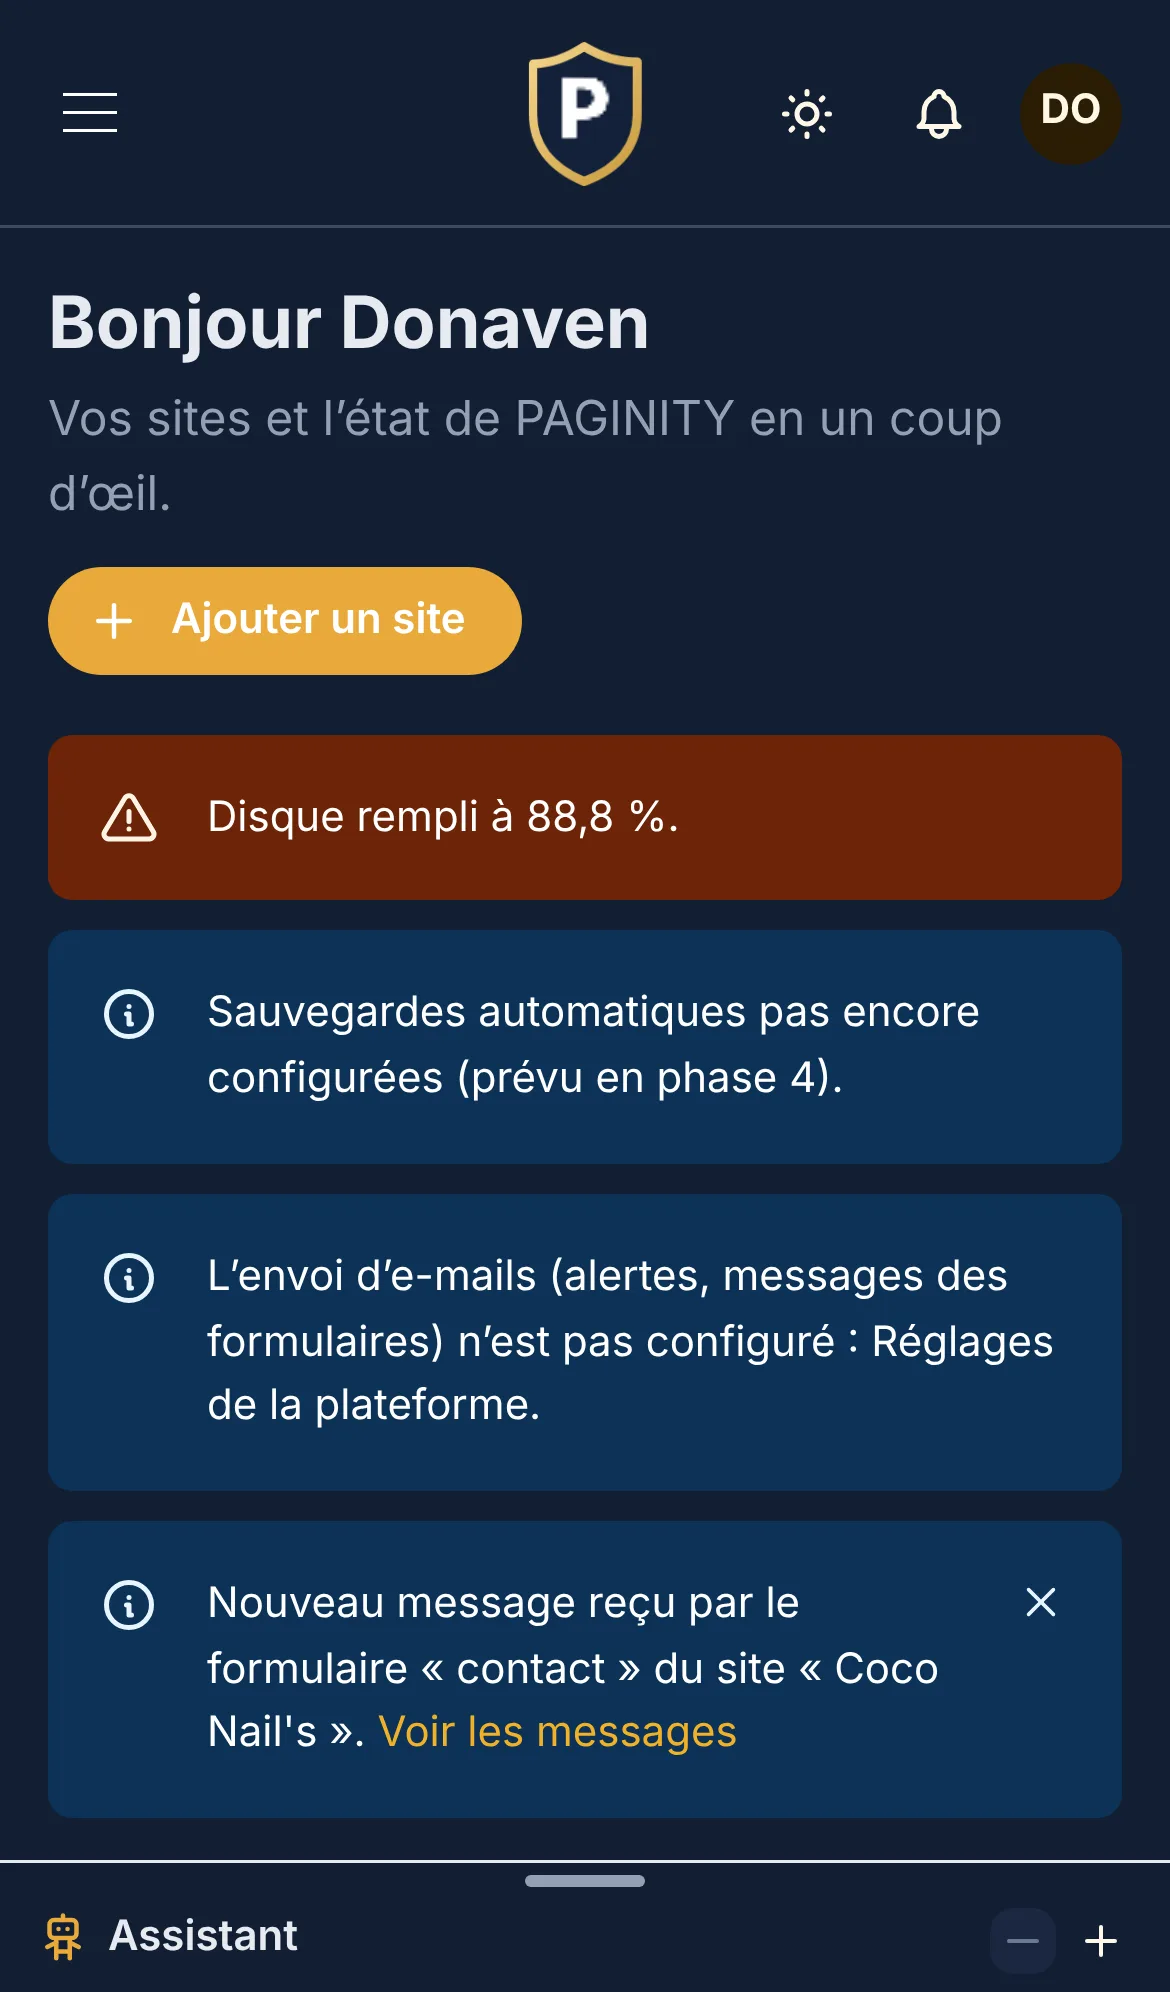 P
DO
Bonjour Donaven
Vos sites et l’état de PAGINITY en un coup
d’œil.
Ajouter un site
Disque rempli à 88,8 %.
Sauvegardes automatiques pas encore
configurées (prévu en phase 4).
L’envoi d’e-mails (alertes, messages des
formulaires) n’est pas configuré : Réglages
de la plateforme.
Nouveau message reçu par le
formulaire « contact » du site « Coco
Nail's ». Voir les messages
Assistant